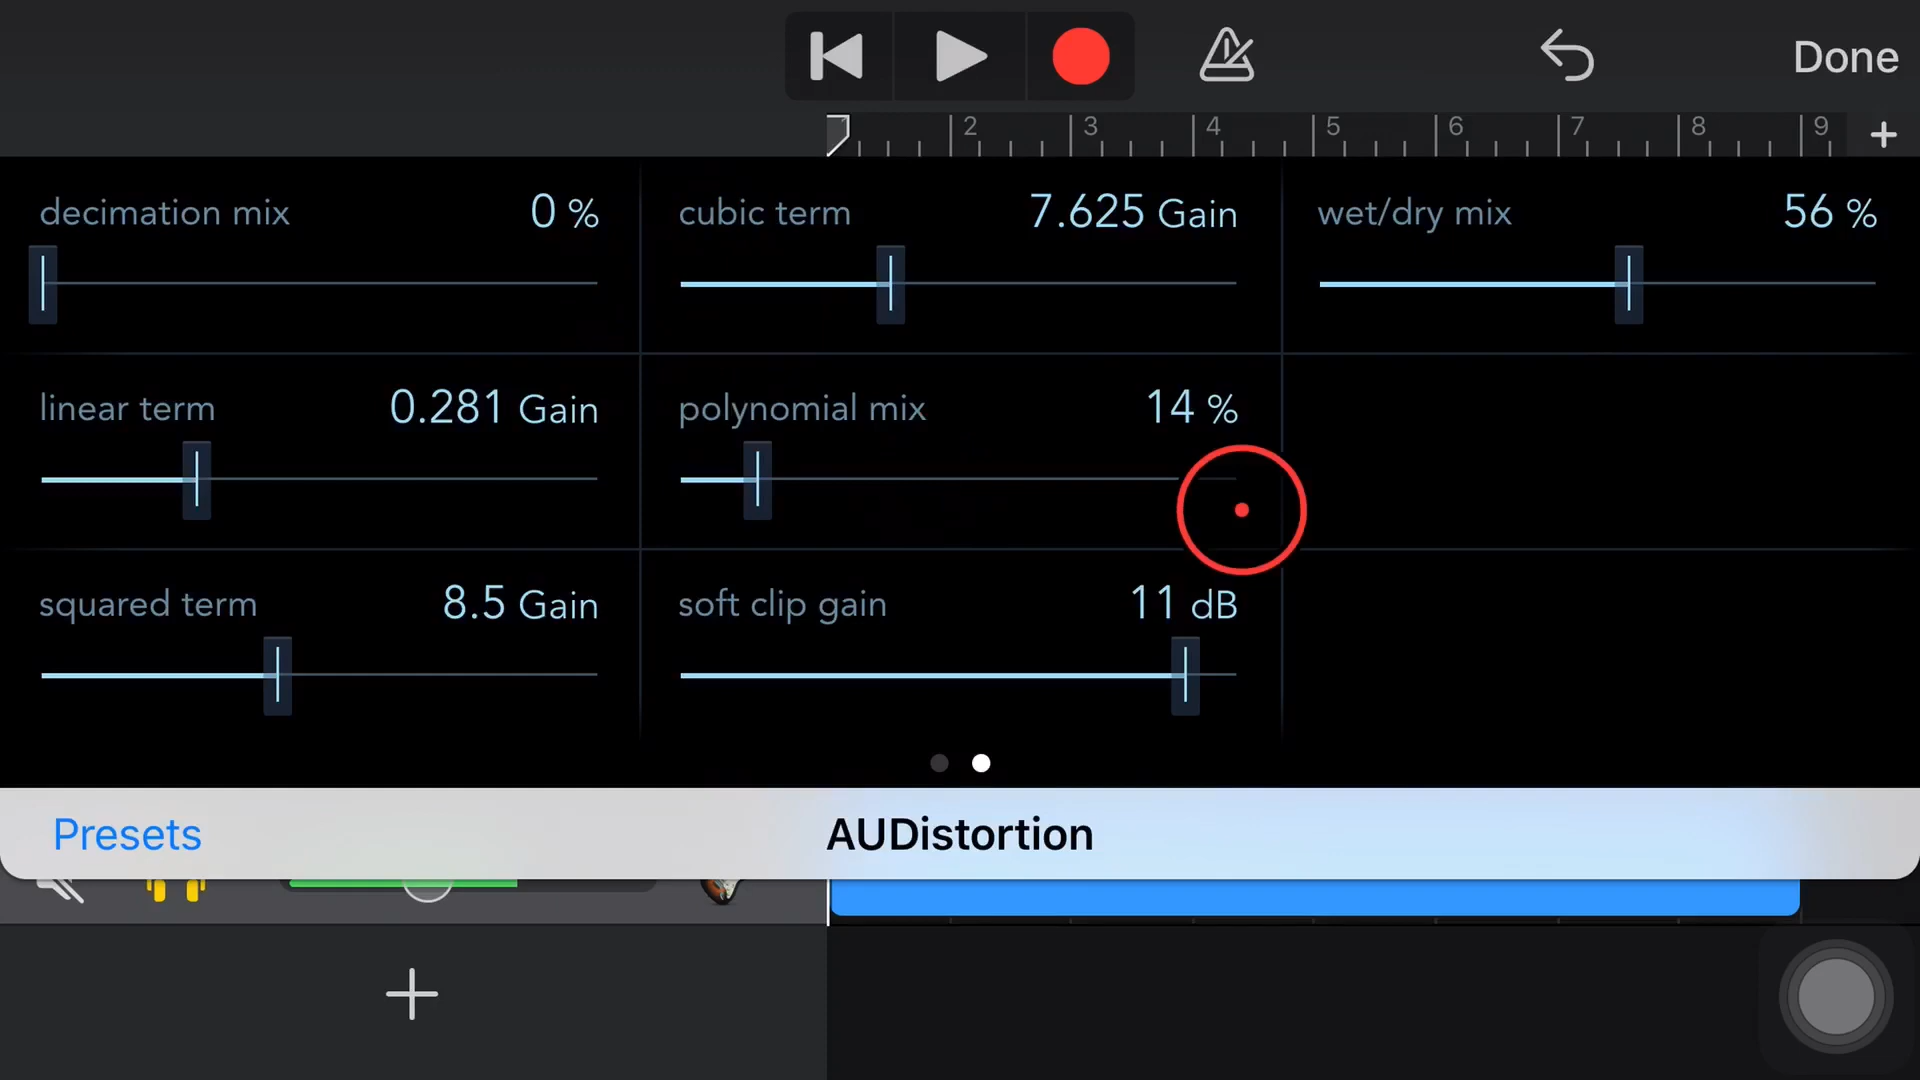 Done
2 3 4 5 6 7 8 9 +
decimation mix 0 % cubic term 7.625 Gain wet/dry mix 56 %
linear term 0.281 Gain polynomial mix 14 %
squared term 8.5 Gain soft clip gain 11 dB
Presets AUDistortion